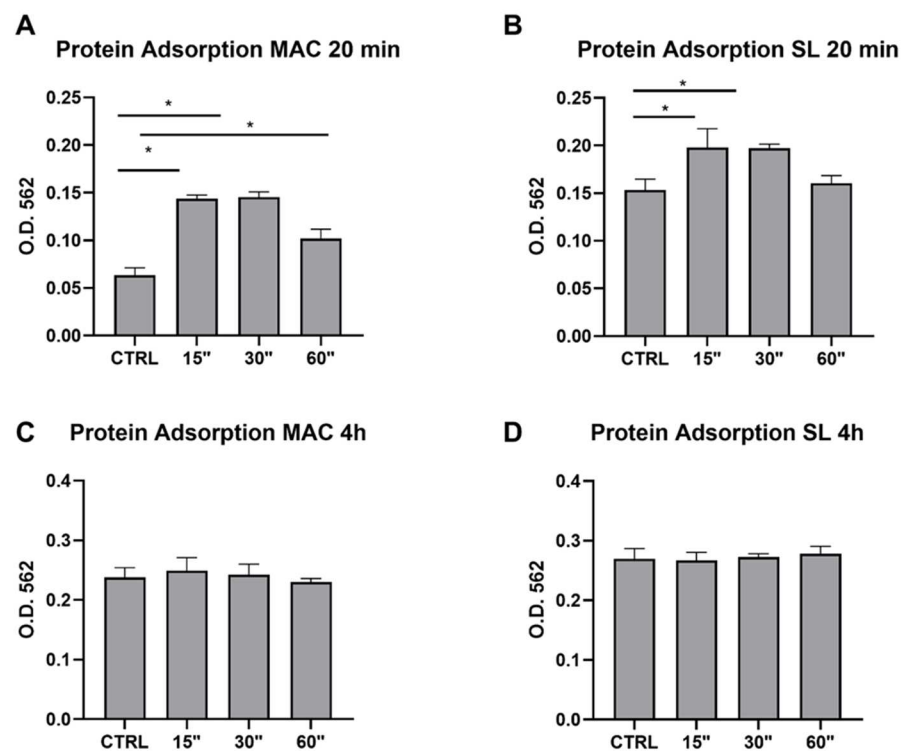 A
Protein Adsorption MAC 20 min
*
*
*
0.25
0.20
0.15
0.10
0.05
0.00
O.D. 562
CTRL 15" 30" 60"
B
Protein Adsorption SL 20 min
*
*
0.25
0.20
0.15
0.10
0.05
0.00
O.D. 562
CTRL 15" 30" 60"
C
Protein Adsorption MAC 4h
0.4
0.3
0.2
0.1
0.0
O.D. 562
CTRL 15" 30" 60"
D
Protein Adsorption SL 4h
0.4
0.3
0.2
0.1
0.0
O.D. 562
CTRL 15" 30" 60"